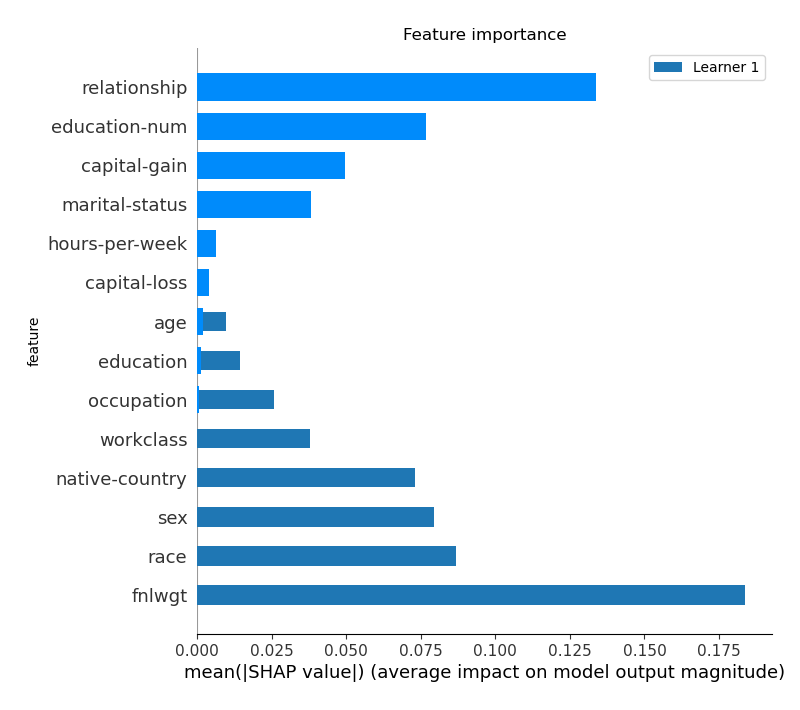 Feature importance
Learner 1
relationship
education-num
capital-gain
marital-status
hours-per-week
capital-loss
age
education
occupation
workclass
native-country
sex
race
fnlwgt
feature
0.000 0.025 0.050 0.075 0.100 0.125 0.150 0.175
mean(|SHAP value|) (average impact on model output magnitude)